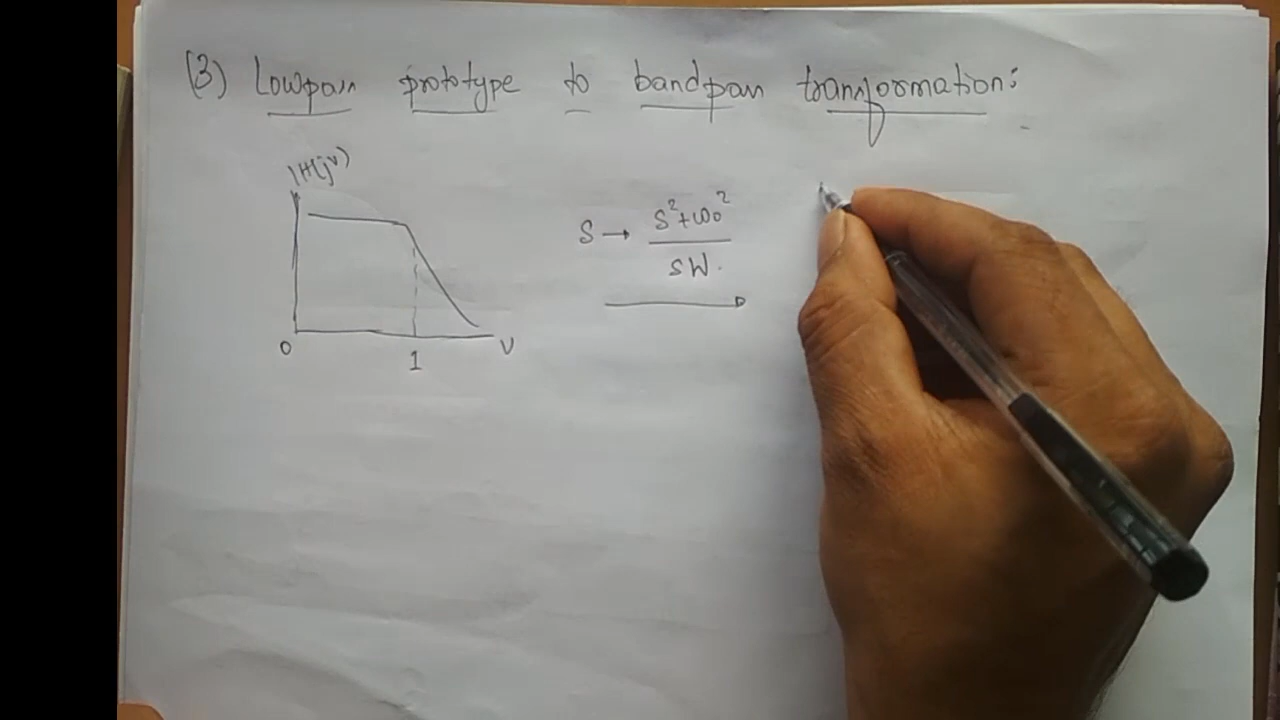 (3) Lowpass prototype to bandpass transformation:
|H(jν)
S → S²+ω₀²
SW.
0 1 ν